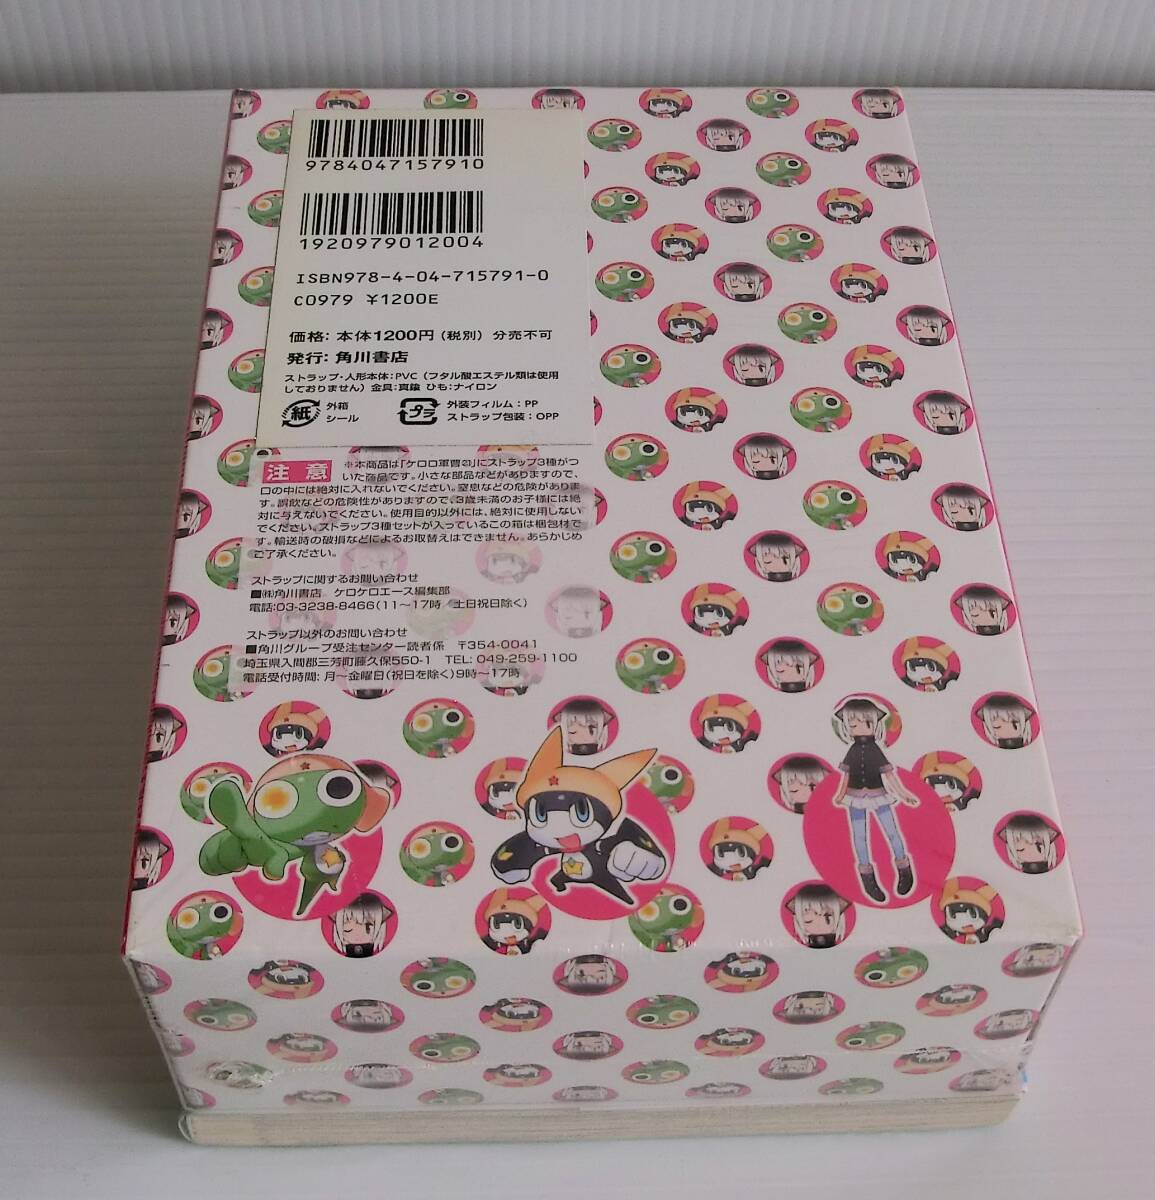 9784047157910
1920979012004
ISBN978-4-04-715791-0
C0979 ¥1200E
価格：本体1200円（税別） 分売不可
発行：角川書店
ストラップ・人形本体：PVC（フタル酸エステル類は使用
しておりません）金具：真鍮 ひも：ナイロン
紙 外箱
シール
プラ 外装フィルム：PP
ストラップ包装：OPP
注意 ※本商品は「ケロロ軍曹㉑」にストラップ3種がつ
いた商品です。小さな部品などがありますので、
口の中には絶対に入れないでください。窒息などの危険がありま
す。誤飲などの危険性がありますので、3歳未満のお子様には絶
対に与えないでください。使用目的以外には、絶対に使用しない
でください。ストラップ3種セットが入っているこの箱は梱包材で
す。輸送時の破損などによるお取替えはできません。あらかじめ
ご了承ください。
ストラップに関するお問い合わせ
■㈱角川書店 ケロケロエース編集部
電話：03-3238-8466（11〜17時／土日祝日除く）
ストラップ以外のお問い合わせ
■角川グループ受注センター読者係 〒354-0041
埼玉県入間郡三芳町藤久保550-1 TEL：049-259-1100
電話受付時間：月〜金曜日（祝日を除く）9時〜17時